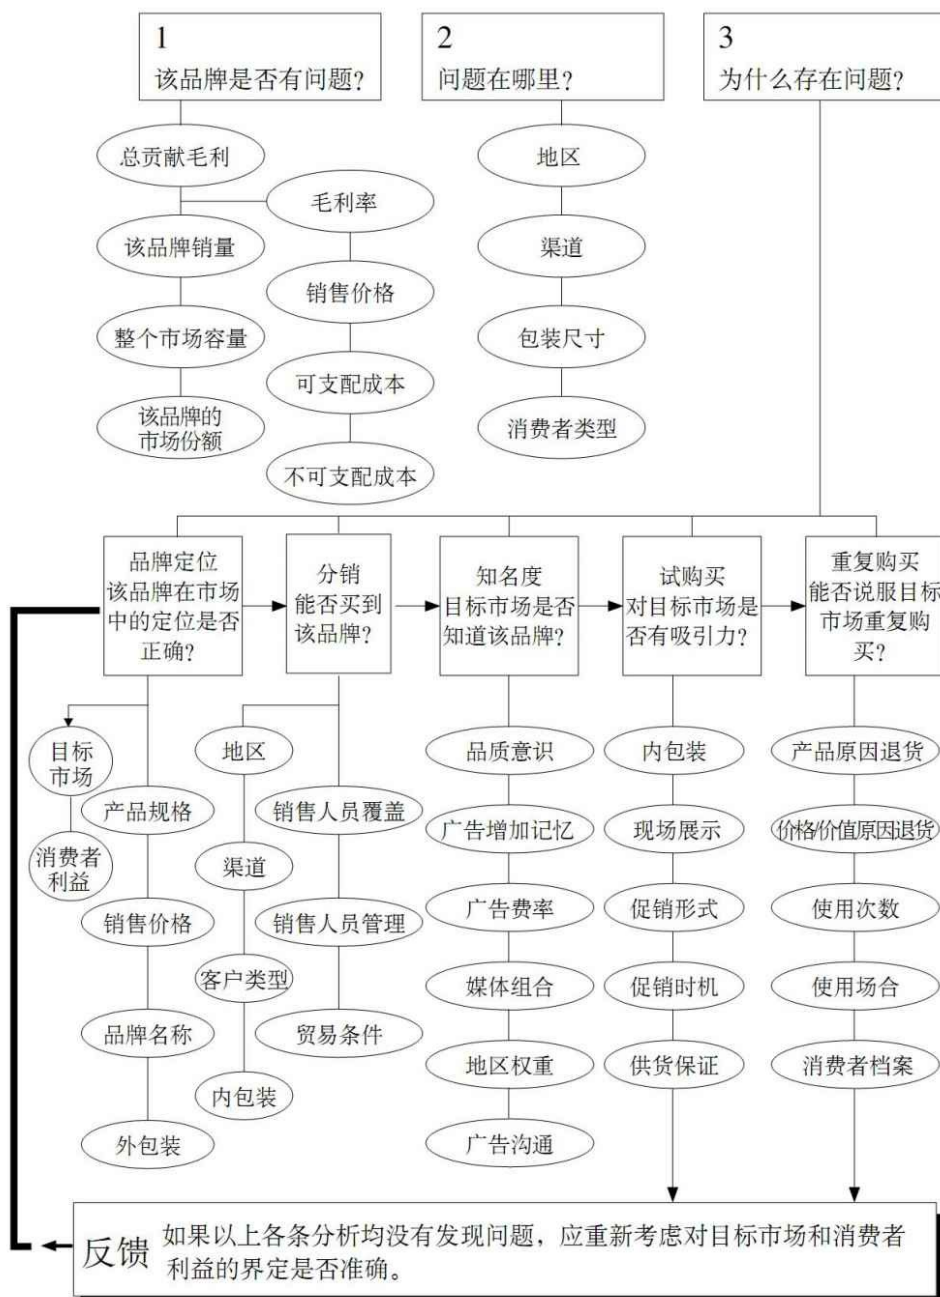 1
该品牌是否有问题？
2
问题在哪里？
3
为什么存在问题？
总贡献毛利
毛利率
该品牌销量
销售价格
整个市场容量
可支配成本
该品牌的
市场份额
不可支配成本
地区
渠道
包装尺寸
消费者类型
品牌定位
该品牌在市场
中的定位是否
正确？
分销
能否买到
该品牌？
知名度
目标市场是否
知道该品牌？
试购买
对目标市场是
否有吸引力？
重复购买
能否说服目标
市场重复购
买？
目标
市场
消费者
利益
产品规格
销售价格
品牌名称
外包装
地区
渠道
客户类型
内包装
销售人员覆盖
销售人员管理
贸易条件
品质意识
广告增加记忆
广告费率
媒体组合
地区权重
广告沟通
内包装
现场展示
促销形式
促销时机
供货保证
产品原因退货
价格/价值原因退货
使用次数
使用场合
消费者档案
反馈
如果以上各条分析均没有发现问题，应重新考虑对目标市场和消费者
利益的界定是否准确。